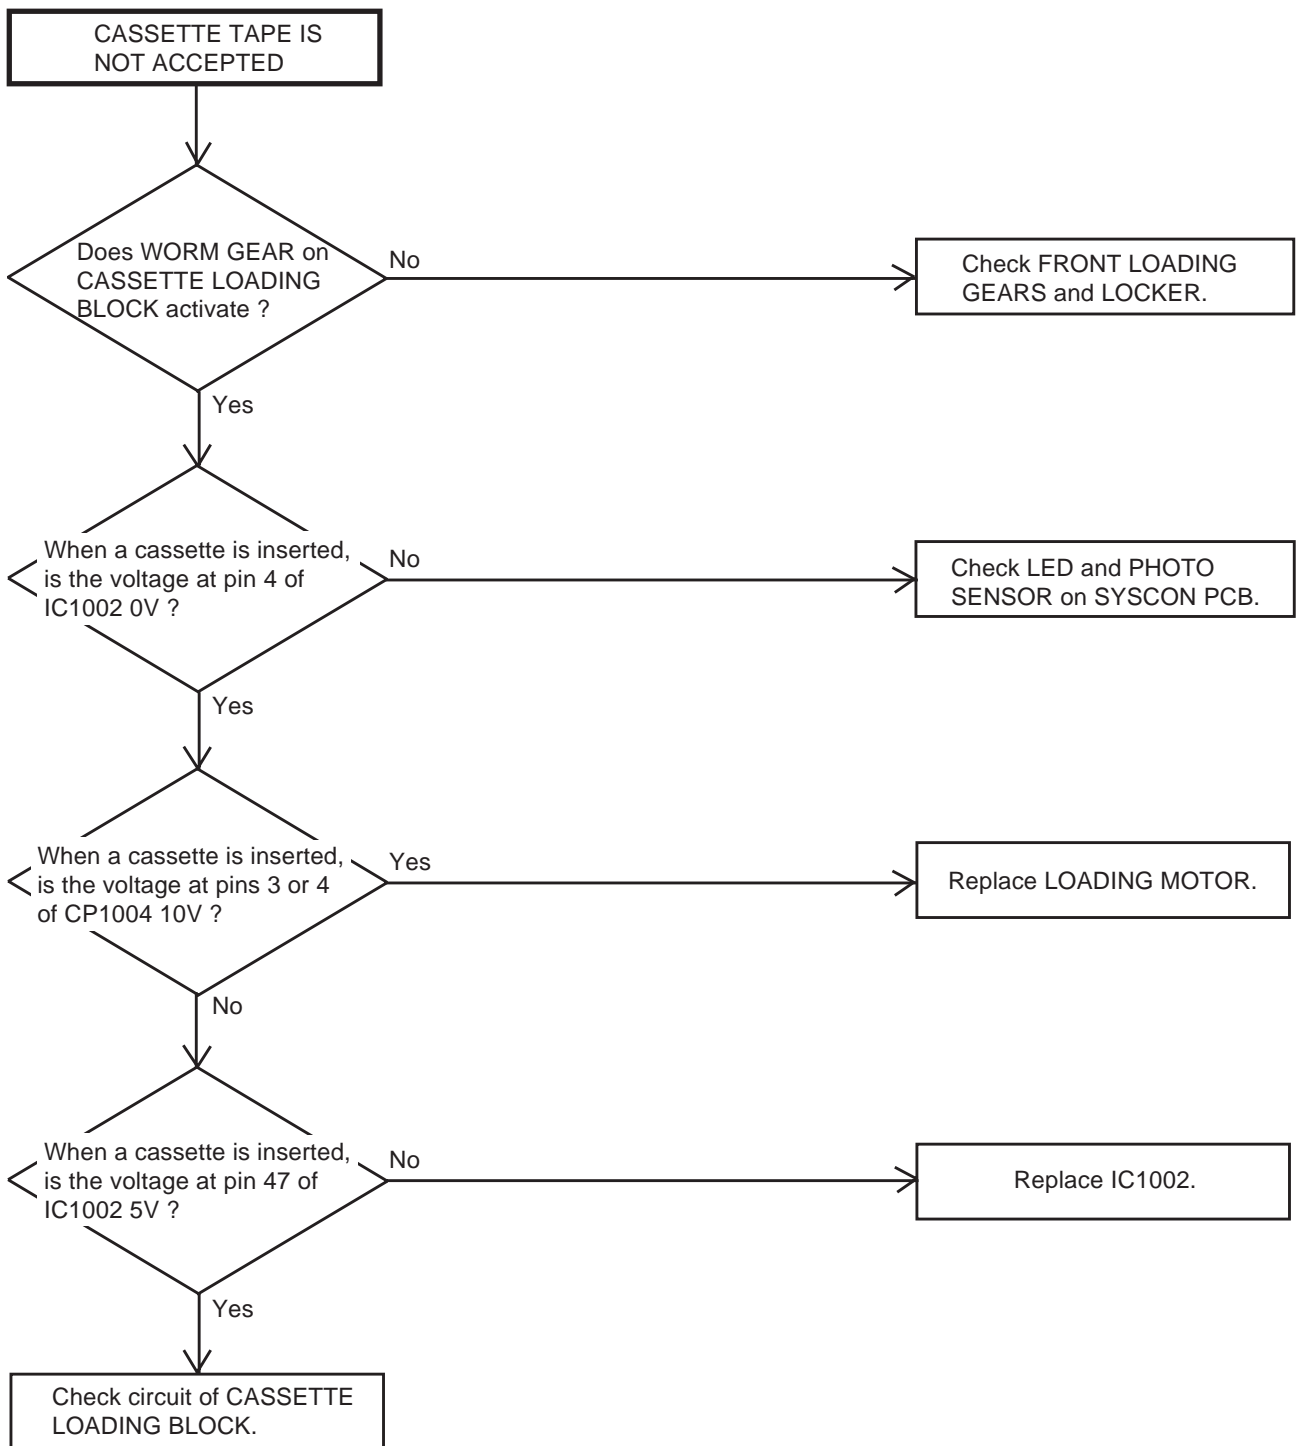 CASSETTE TAPE IS
NOT ACCEPTED
Does WORM GEAR on
CASSETTE LOADING
BLOCK activate ?
No
Check FRONT LOADING
GEARS and LOCKER.
Yes
When a cassette is inserted,
is the voltage at pin 4 of
IC1002 0V ?
No
Check LED and PHOTO
SENSOR on SYSCON PCB.
Yes
When a cassette is inserted,
is the voltage at pins 3 or 4
of CP1004 10V ?
Yes
Replace LOADING MOTOR.
No
When a cassette is inserted,
is the voltage at pin 47 of
IC1002 5V ?
No
Replace IC1002.
Yes
Check circuit of CASSETTE
LOADING BLOCK.